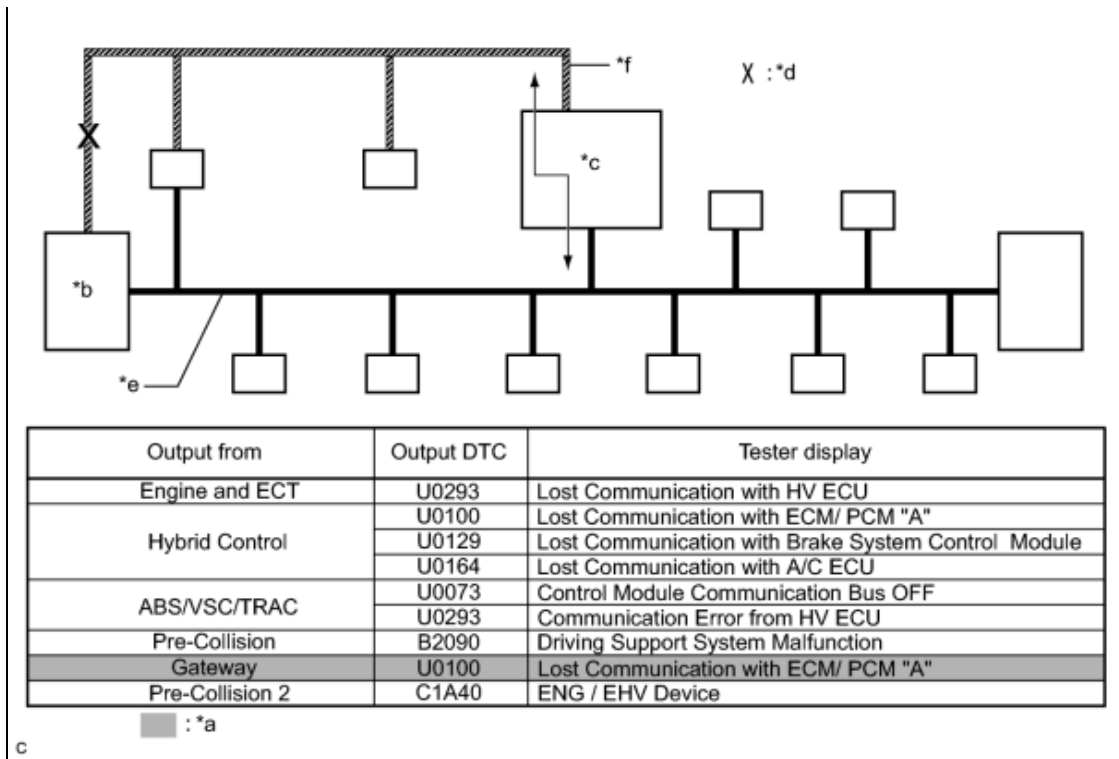 *f
X : *d
*c
*b
*e
Output from Output DTC Tester display
Engine and ECT U0293 Lost Communication with HV ECU
Hybrid Control U0100 Lost Communication with ECM/ PCM "A"
U0129 Lost Communication with Brake System Control Module
U0164 Lost Communication with A/C ECU
ABS/VSC/TRAC U0073 Control Module Communication Bus OFF
U0293 Communication Error from HV ECU
Pre-Collision B2090 Driving Support System Malfunction
Gateway U0100 Lost Communication with ECM/ PCM "A"
Pre-Collision 2 C1A40 ENG / EHV Device
: *a
c